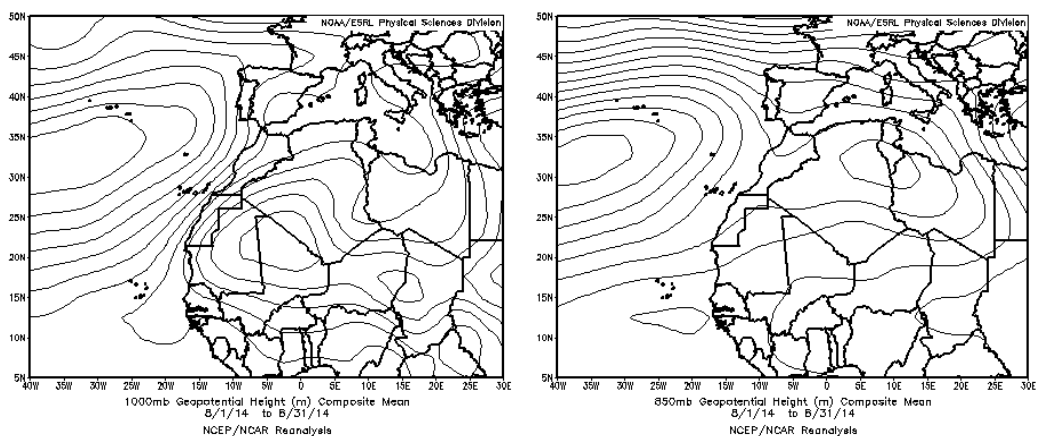 NOAA/ESRL Physical Sciences Division
50N
45N
40N
35N
30N
25N
20N
15N
10N
5N
40W 35W 30W 25W 20W 15W 10W 5W 0 5E 10E 15E 20E 25E 30E
1000mb Geopotential Height (m) Composite Mean
8/1/14 to 8/31/14
NCEP/NCAR Reanalysis
NOAA/ESRL Physical Sciences Division
50N
45N
40N
35N
30N
25N
20N
15N
10N
5N
40W 35W 30W 25W 20W 15W 10W 5W 0 5E 10E 15E 20E 25E 30E
850mb Geopotential Height (m) Composite Mean
8/1/14 to 8/31/14
NCEP/NCAR Reanalysis